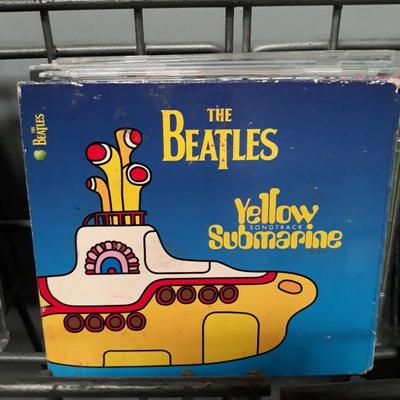 THE
BEATLES
THE
BEATLES
Yellow
SONGTRACK
Submarine